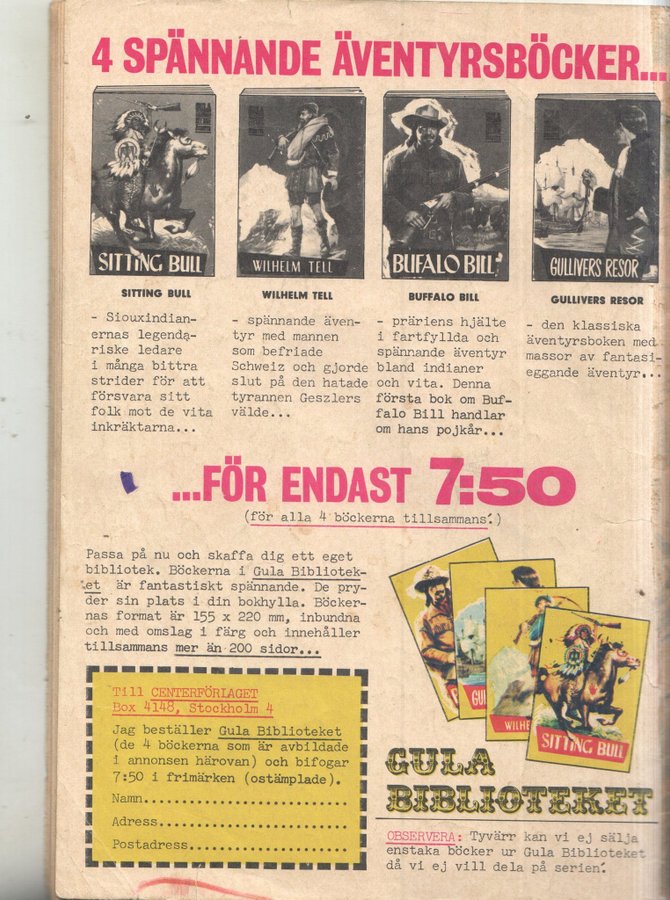 4 SPÄNNANDE ÄVENTYRSBÖCKER...
SITTING BULL
WILHELM TELL
BUFALO BILL
GULLIVERS RESOR
SITTING BULL
- Siouxindian-
ernas legenda-
riske ledare
i många bittra
strider för att
försvara sitt
folk mot de vita
inkräktarna...
WILHELM TELL
- spännande även-
tyr med mannen
som befriade
Schweiz och gjorde
slut på den hatade
tyrannen Geszlers
välde...
BUFFALO BILL
- präriens hjälte
i fartfyllda och
spännande äventyr
bland indianer
och vita. Denna
första bok om Buf-
falo Bill handlar
om hans pojkår...
GULLIVERS RESOR
- den klassiska
äventyrsboken med
massor av fantasi-
eggande äventyr...
...FÖR ENDAST 7:50
(för alla 4 böckerna tillsammans!)
Passa på nu och skaffa dig ett eget
bibliotek. Böckerna i Gula Bibliotek-
et är fantastiskt spännande. De pry-
der sin plats i din bokhylla. Böcker-
nas format är 155 x 220 mm, inbundna
och med omslag i färg och innehåller
tillsammans mer än 200 sidor...
Till CENTERFÖRLAGET
Box 4148, Stockholm 4
Jag beställer Gula Biblioteket
(de 4 böckerna som är avbildade
i annonsen härovan) och bifogar
7:50 i frimärken (ostämplade).
Namn...............................
Adress.............................
Postadress.........................
GUL
WILHE
SITTING BULL
GULA
BIBLIOTEKET
OBSERVERA: Tyvärr kan vi ej sälja
enstaka böcker ur Gula Biblioteket
då vi ej vill dela på serien!